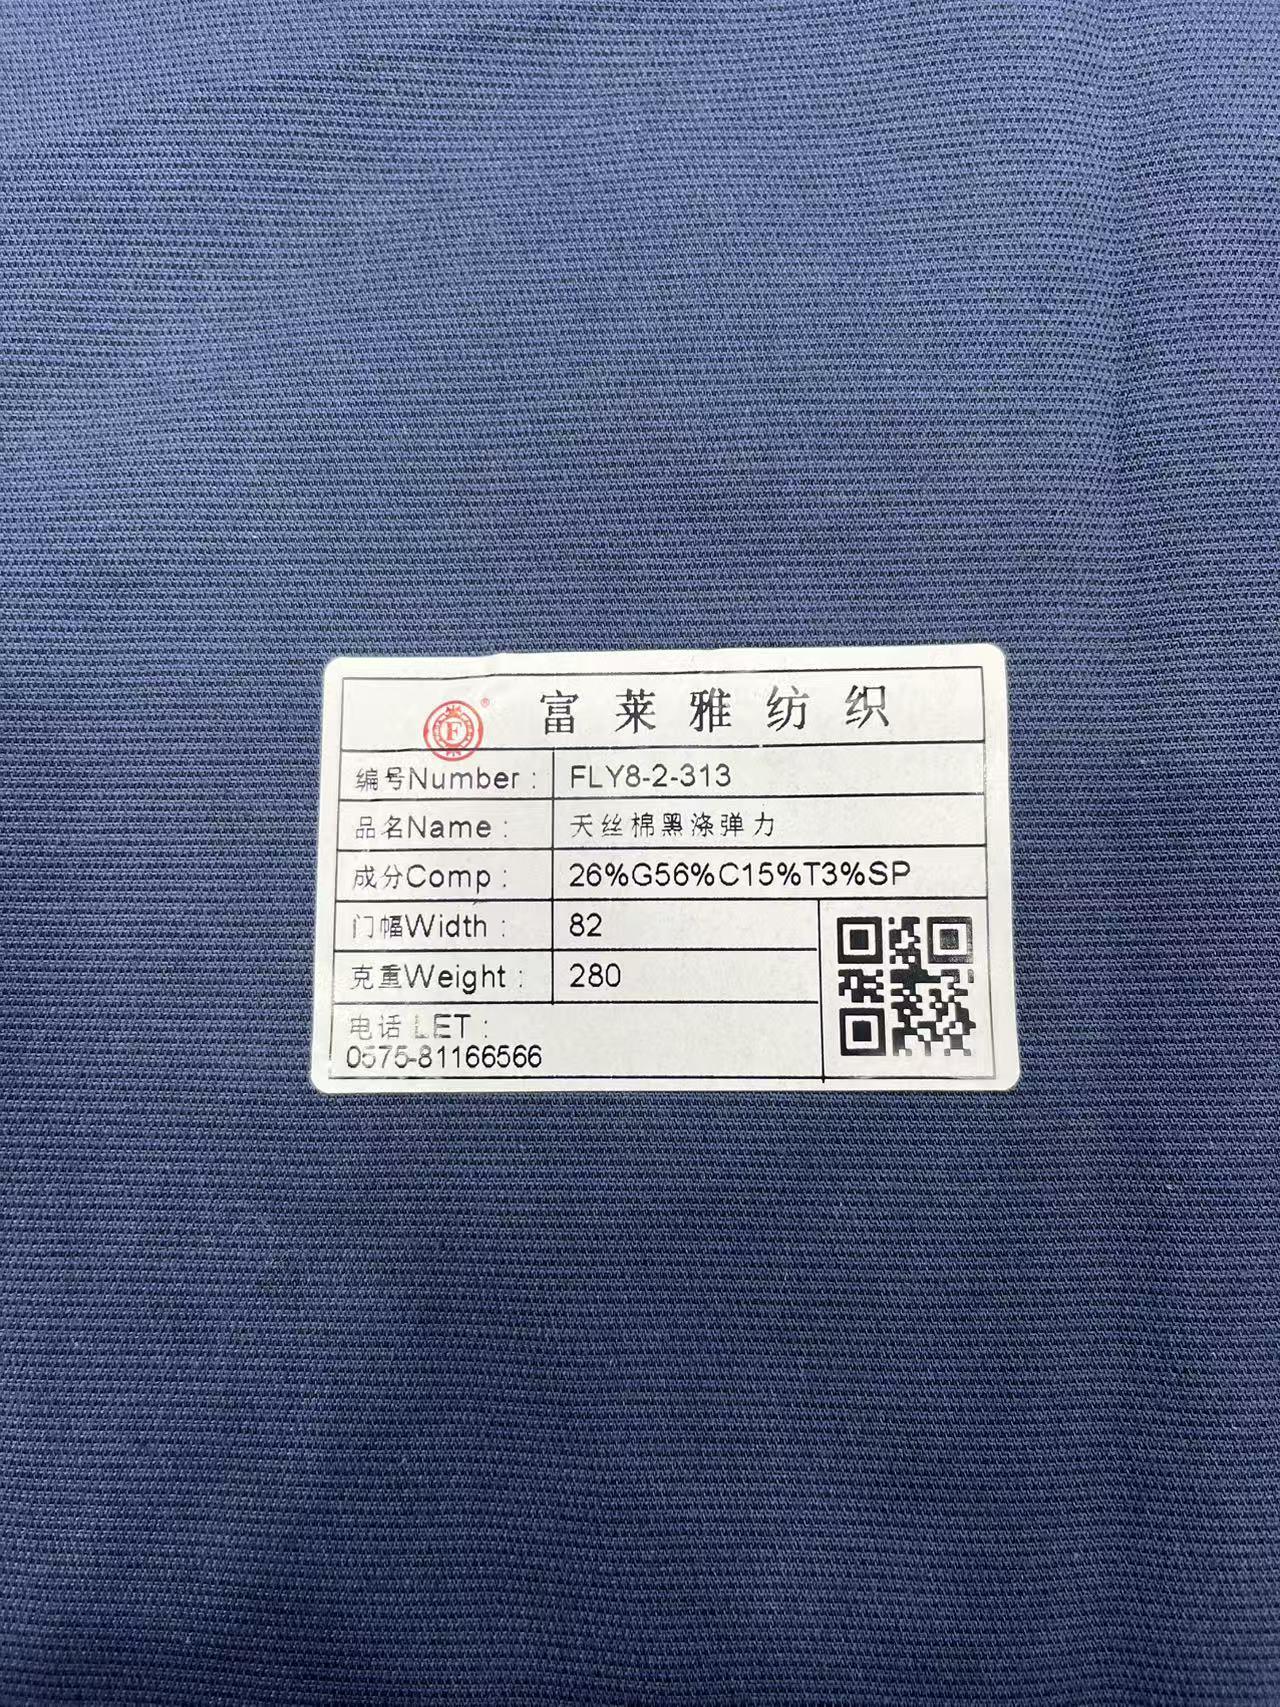 F®
富莱雅纺织
编号Number : FLY8-2-313
品名Name : 天丝棉黑涤弹力
成分Comp : 26%G56%C15%T3%SP
门幅Width : 82
克重Weight : 280
电话 LET :
0575-81166566